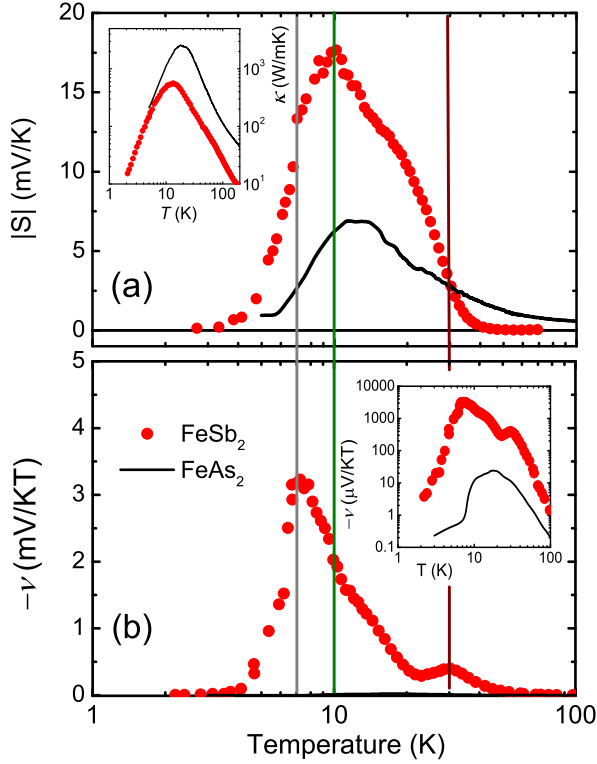 20
15
10
5
0
|S| (mV/K)
(a)
10³
10²
10¹
κ (W/mK)
1
10
100
T (K)
5
4
3
2
1
0
−ν (mV/KT)
FeSb₂
FeAs₂
(b)
10000
1000
100
10
1
0.1
−ν (μV/KT)
1
10
100
T (K)
1
10
100
Temperature (K)